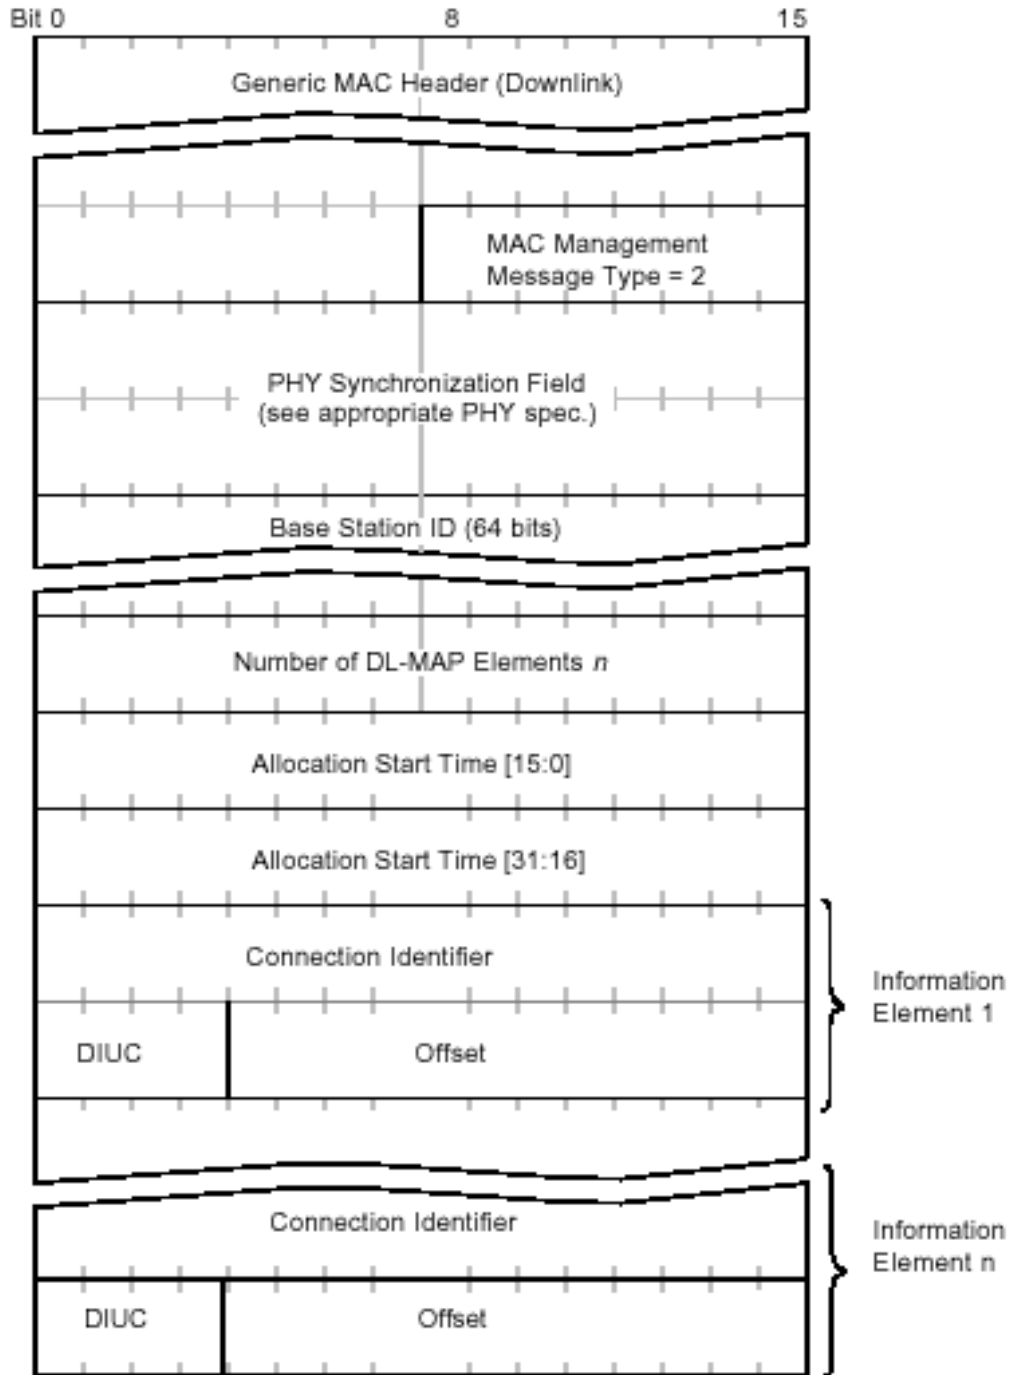 Bit 0 8 15
Generic MAC Header (Downlink)
MAC Management
Message Type = 2
PHY Synchronization Field
(see appropriate PHY spec.)
Base Station ID (64 bits)
Number of DL-MAP Elements n
Allocation Start Time [15:0]
Allocation Start Time [31:16]
Connection Identifier
Information
Element 1
DIUC Offset
Connection Identifier
Information
Element n
DIUC Offset